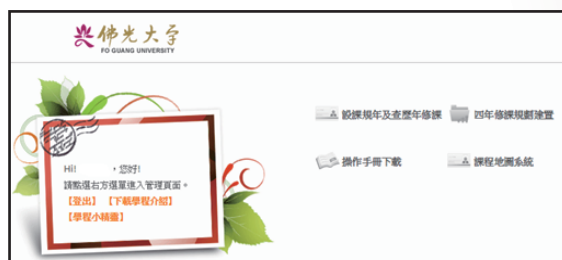 佛光大學
FO GUANG UNIVERSITY
設課規年及查歷年修課
四年修課規劃建置
操作手冊下載
課程地圖系統
Hi! ，您好!
請點選右方選單進入管理頁面。
【登出】 【下載學程介紹】
【學程小精靈】